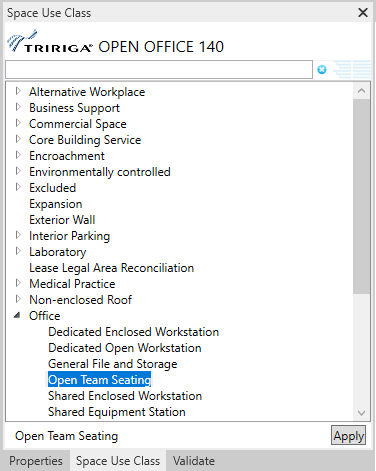 Space Use Class
TRIRIGA® OPEN OFFICE 140
Alternative Workplace
Business Support
Commercial Space
Core Building Service
Encroachment
Environmentally controlled
Excluded
Expansion
Exterior Wall
Interior Parking
Laboratory
Lease Legal Area Reconciliation
Medical Practice
Non-enclosed Roof
Office
Dedicated Enclosed Workstation
Dedicated Open Workstation
General File and Storage
Open Team Seating
Shared Enclosed Workstation
Shared Equipment Station
Open Team Seating Apply
Properties Space Use Class Validate